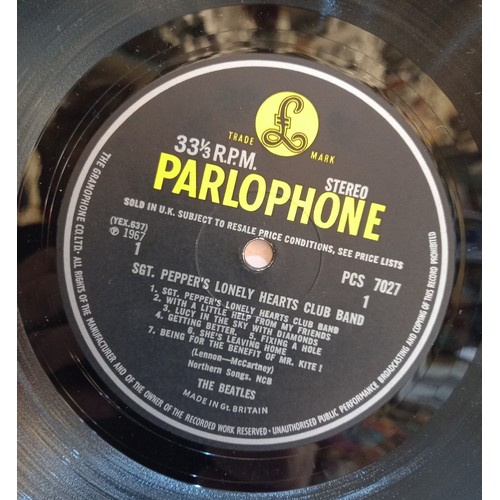 £
TRADE MARK
33⅓ R.P.M. STEREO
PARLOPHONE
SOLD IN U.K. SUBJECT TO RESALE PRICE CONDITIONS, SEE PRICE LISTS
(YEX.637)
℗ 1967
1
PCS 7027
1
SGT. PEPPER'S LONELY HEARTS CLUB BAND
1. SGT. PEPPER'S LONELY HEARTS CLUB BAND
2. WITH A LITTLE HELP FROM MY FRIENDS
3. LUCY IN THE SKY WITH DIAMONDS
4. GETTING BETTER. 5. FIXING A HOLE
6. SHE'S LEAVING HOME
7. BEING FOR THE BENEFIT OF MR. KITE!
(Lennon-McCartney)
Northern Songs, NCB
THE BEATLES
MADE IN Gt. BRITAIN
THE GRAMOPHONE CO. LTD· ALL RIGHTS OF THE MANUFACTURER AND OF THE OWNER OF THE RECORDED WORK RESERVED · UNAUTHORISED PUBLIC PERFORMANCE BROADCASTING AND COPYING OF THIS RECORD PROHIBITED